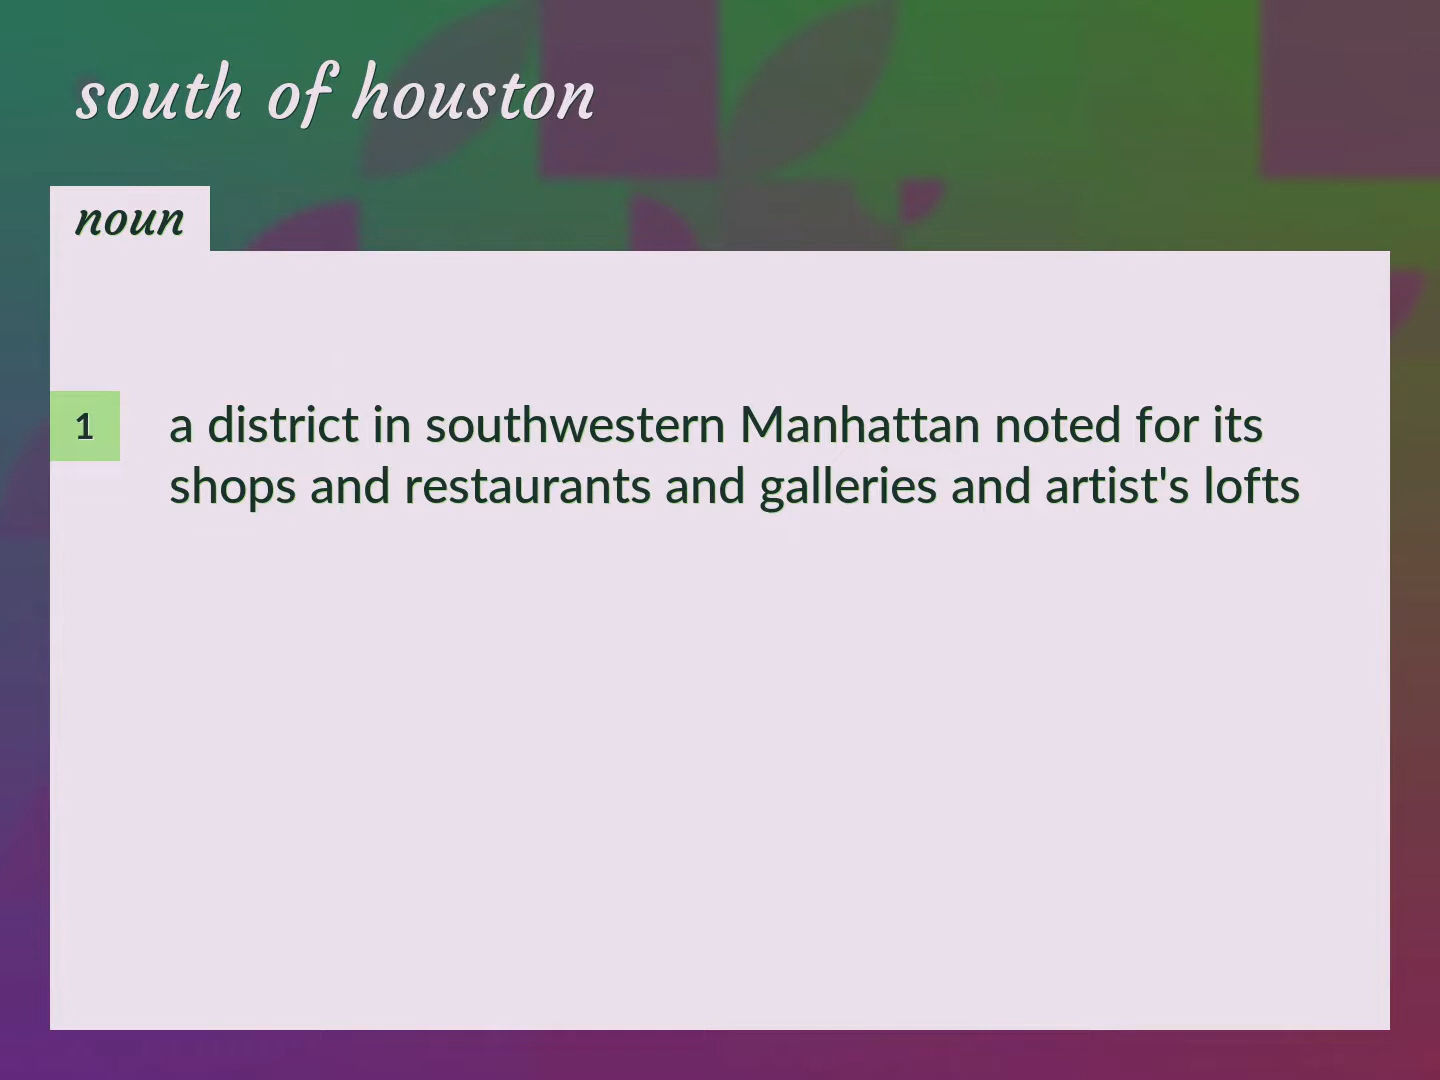 south of houston
noun
1
a district in southwestern Manhattan noted for its
shops and restaurants and galleries and artist's lofts